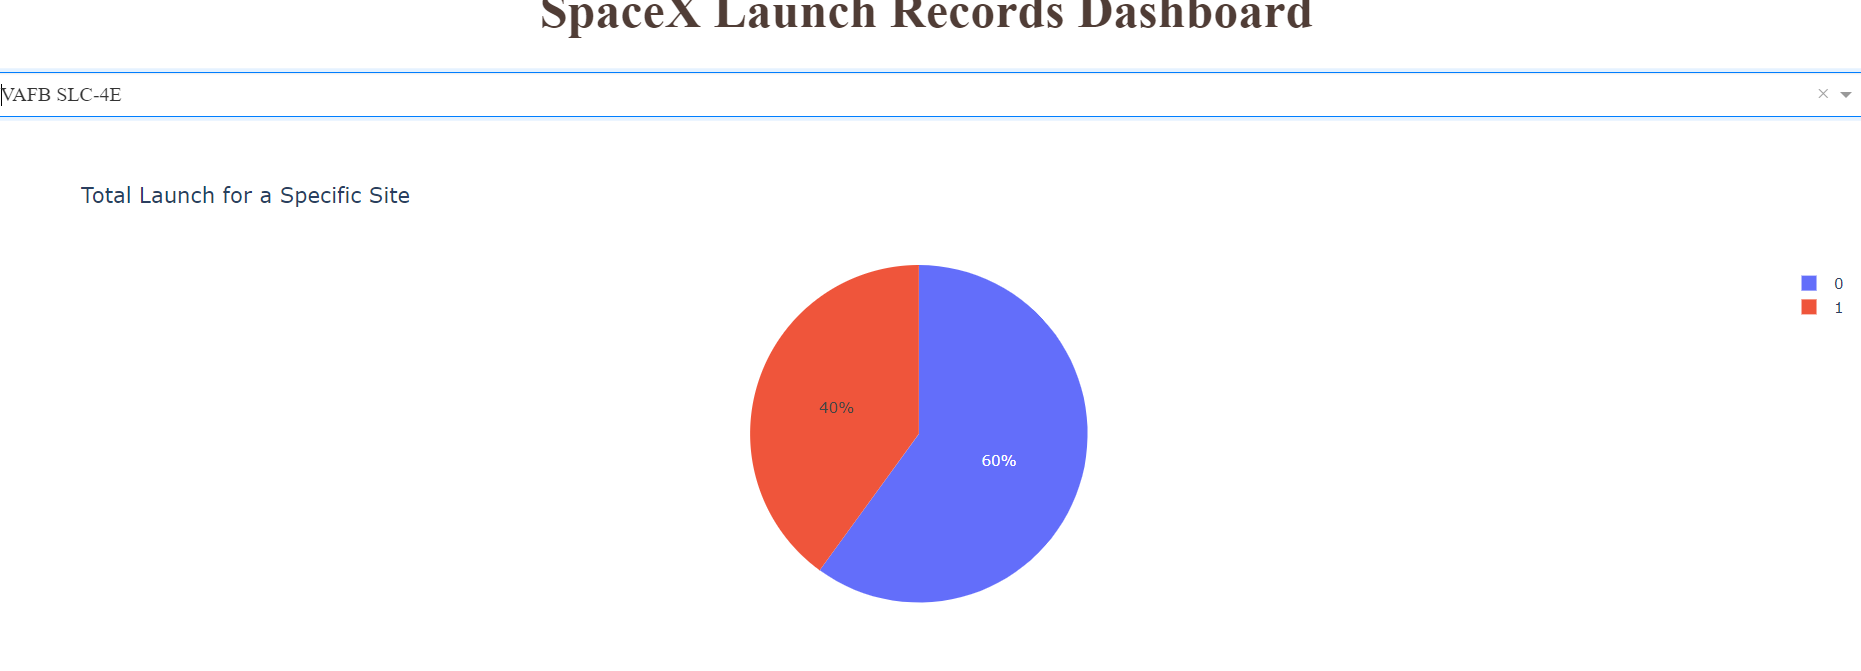 SpaceX Launch Records Dashboard
VAFB SLC-4E
Total Launch for a Specific Site
0
1
40%
60%